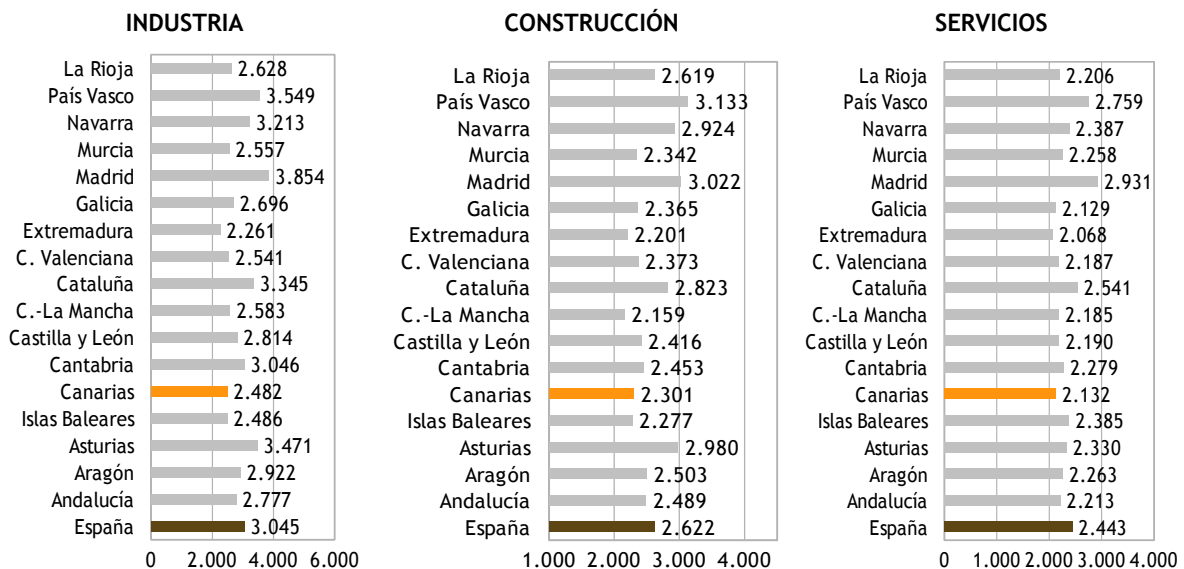 INDUSTRIA
La Rioja 2.628
País Vasco 3.549
Navarra 3.213
Murcia 2.557
Madrid 3.854
Galicia 2.696
Extremadura 2.261
C. Valenciana 2.541
Cataluña 3.345
C.-La Mancha 2.583
Castilla y León 2.814
Cantabria 3.046
Canarias 2.482
Islas Baleares 2.486
Asturias 3.471
Aragón 2.922
Andalucía 2.777
España 3.045
0 2.000 4.000 6.000
CONSTRUCCIÓN
La Rioja 2.619
País Vasco 3.133
Navarra 2.924
Murcia 2.342
Madrid 3.022
Galicia 2.365
Extremadura 2.201
C. Valenciana 2.373
Cataluña 2.823
C.-La Mancha 2.159
Castilla y León 2.416
Cantabria 2.453
Canarias 2.301
Islas Baleares 2.277
Asturias 2.980
Aragón 2.503
Andalucía 2.489
España 2.622
1.000 2.000 3.000 4.000
SERVICIOS
La Rioja 2.206
País Vasco 2.759
Navarra 2.387
Murcia 2.258
Madrid 2.931
Galicia 2.129
Extremadura 2.068
C. Valenciana 2.187
Cataluña 2.541
C.-La Mancha 2.185
Castilla y León 2.190
Cantabria 2.279
Canarias 2.132
Islas Baleares 2.385
Asturias 2.330
Aragón 2.263
Andalucía 2.213
España 2.443
0 1.000 2.000 3.000 4.000